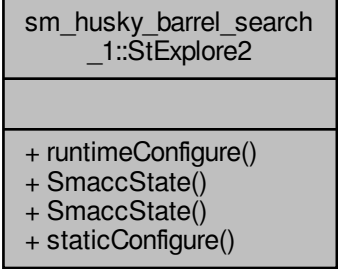 sm_husky_barrel_search
_1::StExplore2
+ runtimeConfigure()
+ SmaccState()
+ SmaccState()
+ staticConfigure()